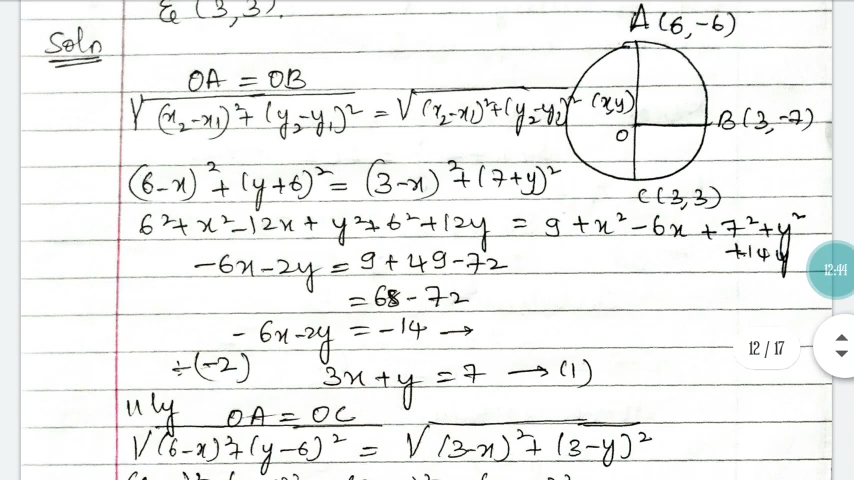 & (3,3).
Soln
A (6,-6)
OA = OB
√(x₂-x₁)²+(y₂-y₁)² = √(x₂-x₁)²+(y₂-y₁)²
(x,y)
O
B(3,-7)
C(3,3)
(6-x)²+(y+6)² = (3-x)²+(7+y)²
6²+x²-12x+y²+6²+12y = 9+x²-6x+7²+y²
+14y
-6x-2y = 9+49-72
12:44
= 68-72
-6x-2y = -14 →
12 / 17
÷(-2) 3x+y = 7 → (1)
llly OA = OC
√(6-x)²+(y-6)² = √(3-x)²+(3-y)²